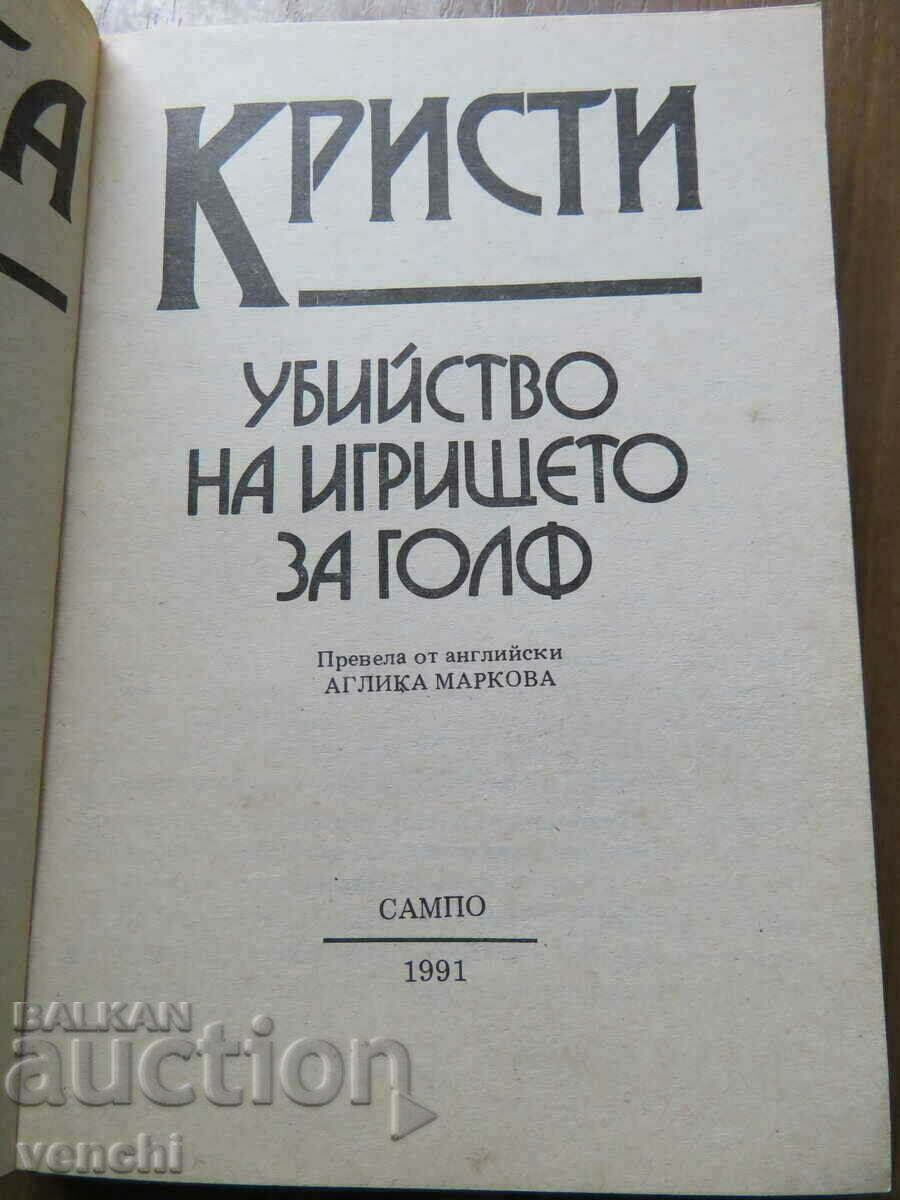 А
КРИСТИ
УБИЙСТВО
НА ИГРИЩЕТО
ЗА ГОЛФ
Превела от английски
АГЛИКА МАРКОВА
САМПО
1991
BALKAN
auction
venchi